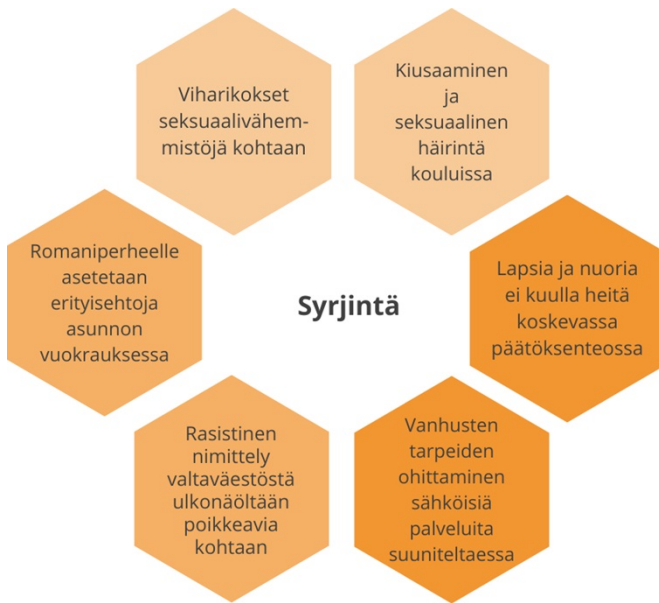 Viharikokset
seksuaalivähem-
mistöjä kohtaan
Kiusaaminen
ja
seksuaalinen
häirintä
kouluissa
Romaniperheelle
asetetaan
erityisehtoja
asunnon
vuokrauksessa
Syrjintä
Lapsia ja nuoria
ei kuulla heitä
koskevassa
päätöksenteossa
Rasistinen
nimittely
valtaväestöstä
ulkonäöltään
poikkeavia
kohtaan
Vanhusten
tarpeiden
ohittaminen
sähköisiä
palveluita
suuniteltaessa